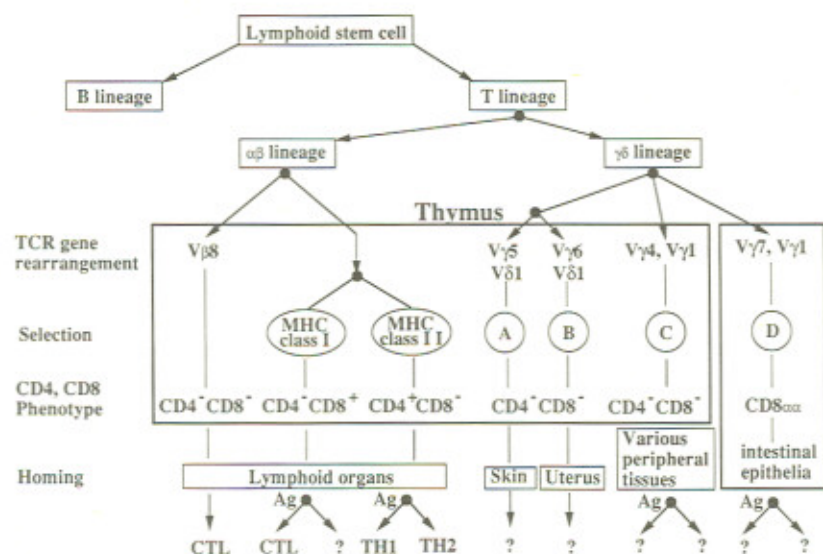 Lymphoid stem cell
B lineage
T lineage
αβ lineage
γδ lineage
Thymus
TCR gene
rearrangement
Vβ8
Vγ5
Vδ1
Vγ6
Vδ1
Vγ4, Vγ1
Vγ7, Vγ1
Selection
MHC
class I
MHC
class I I
A
B
C
D
CD4, CD8
Phenotype
CD4⁻CD8⁻
CD4⁻CD8⁺
CD4⁺CD8⁻
CD4⁻CD8⁻
CD4⁻CD8⁻
CD8αα
Homing
Lymphoid organs
Skin
Uterus
Various
peripheral
tissues
intestinal
epithelia
Ag
Ag
Ag
Ag
CTL
CTL
?
TH1
TH2
?
?
?
?
?
?